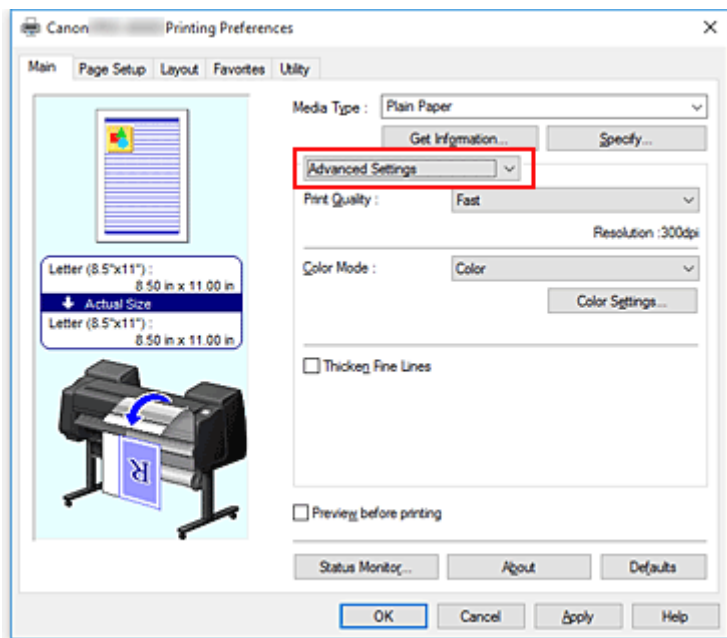 Canon Printing Preferences
Main Page Setup Layout Favorites Utility
Media Type : Plain Paper
Get Information... Specify...
Advanced Settings
Print Quality : Fast
Resolution :300dpi
Color Mode : Color
Color Settings...
Thicken Fine Lines
Letter (8.5"x11") :
8.50 in x 11.00 in
Actual Size
Letter (8.5"x11") :
8.50 in x 11.00 in
R
Preview before printing
Status Monitor... About Defaults
OK Cancel Apply Help